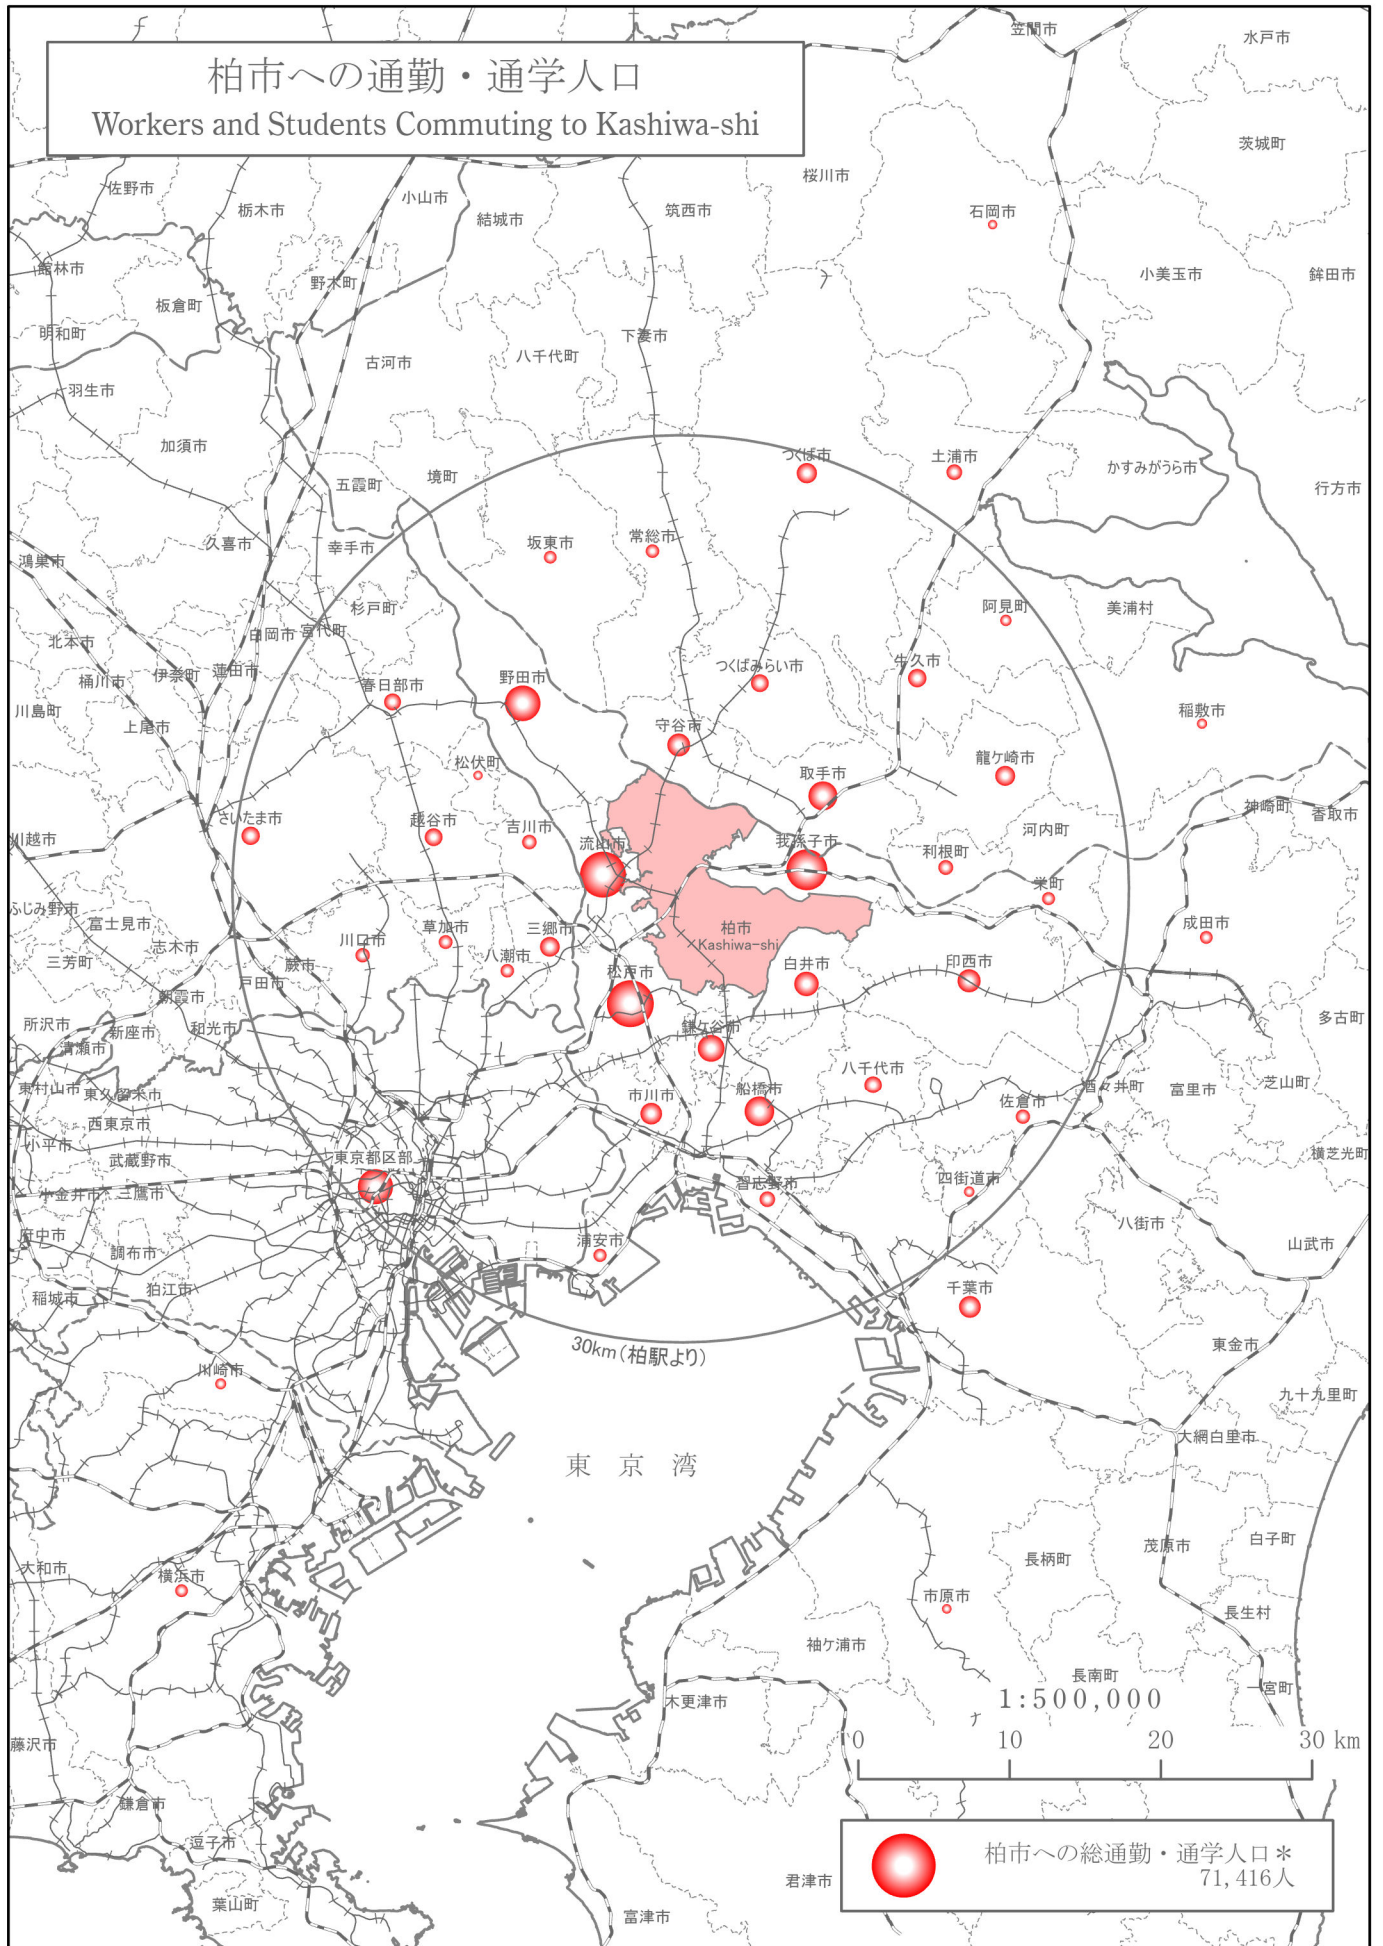 柏市への通勤・通学人口
Workers and Students Commuting to Kashiwa-shi
笠間市
水戸市
茨城町
桜川市
佐野市
栃木市
小山市
結城市
筑西市
石岡市
館林市
板倉町
野木町
小美玉市
鉾田市
明和町
下妻市
古河市
八千代町
羽生市
加須市
つくば市
土浦市
かすみがうら市
五霞町
境町
行方市
久喜市
幸手市
坂東市
常総市
鴻巣市
杉戸町
阿見町
美浦村
北本市
白岡市
宮代町
伊奈町
蓮田市
桶川市
春日部市
野田市
つくばみらい市
牛久市
川島町
上尾市
守谷市
稲敷市
松伏町
取手市
龍ケ崎市
神崎町
香取市
川越市
さいたま市
越谷市
吉川市
流山市
我孫子市
利根町
河内町
栄町
ふじみ野市
富士見市
志木市
三芳町
川口市
草加市
三郷市
柏市
Kashiwa-shi
成田市
蕨市
戸田市
八潮市
松戸市
白井市
印西市
朝霞市
所沢市
新座市
和光市
清瀬市
鎌ケ谷市
多古町
東村山市
東久留米市
八千代市
酒々井町
富里市
芝山町
西東京市
市川市
船橋市
佐倉市
小平市
武蔵野市
東京都区部
横芝光町
小金井市
三鷹市
習志野市
四街道市
府中市
調布市
八街市
浦安市
山武市
稲城市
狛江市
千葉市
30km(柏駅より)
東金市
川崎市
九十九里町
大網白里市
東京湾
大和市
横浜市
長柄町
茂原市
白子町
市原市
長生村
袖ケ浦市
長南町
一宮町
木更津市
1:500,000
藤沢市
0 10 20 30 km
鎌倉市
逗子市
柏市への総通勤・通学人口*
71,416人
君津市
葉山町
富津市